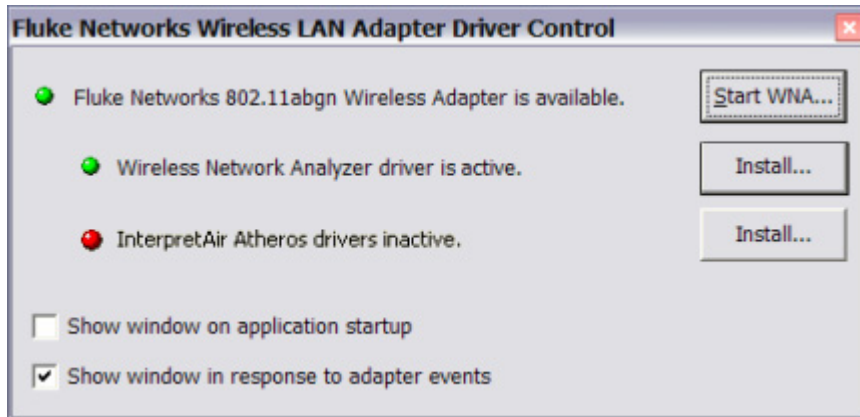 Fluke Networks Wireless LAN Adapter Driver Control
Fluke Networks 802.11abgn Wireless Adapter is available.
Start WNA...
Wireless Network Analyzer driver is active.
Install...
InterpretAir Atheros drivers inactive.
Install...
Show window on application startup
Show window in response to adapter events